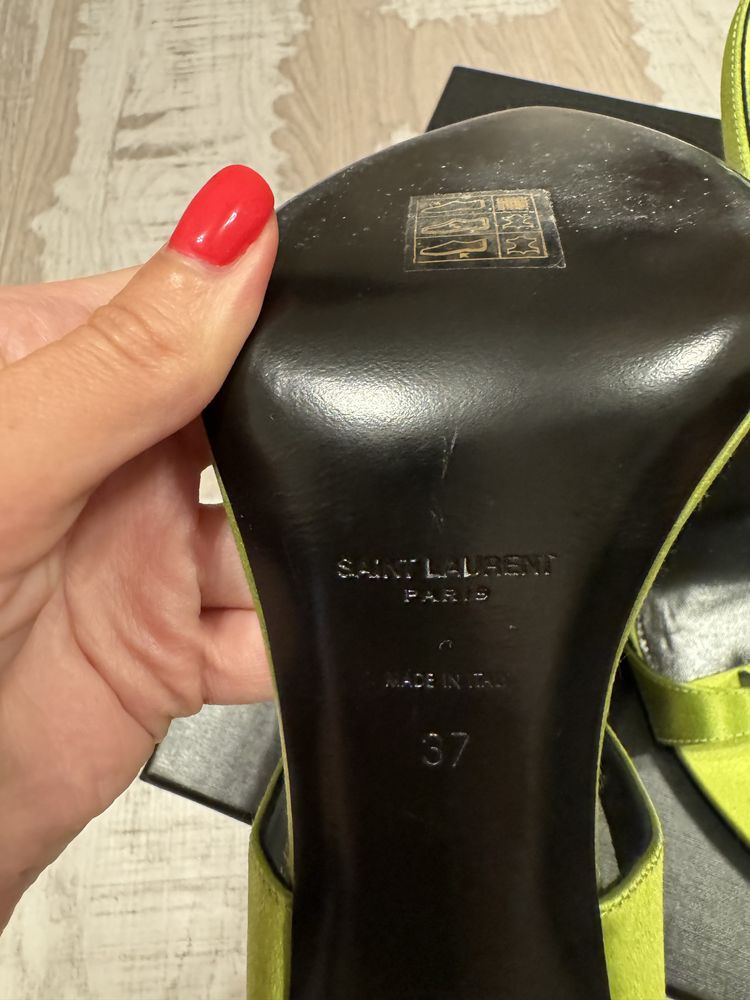 SAINT LAURENT
PARIS
MADE IN ITALY
37